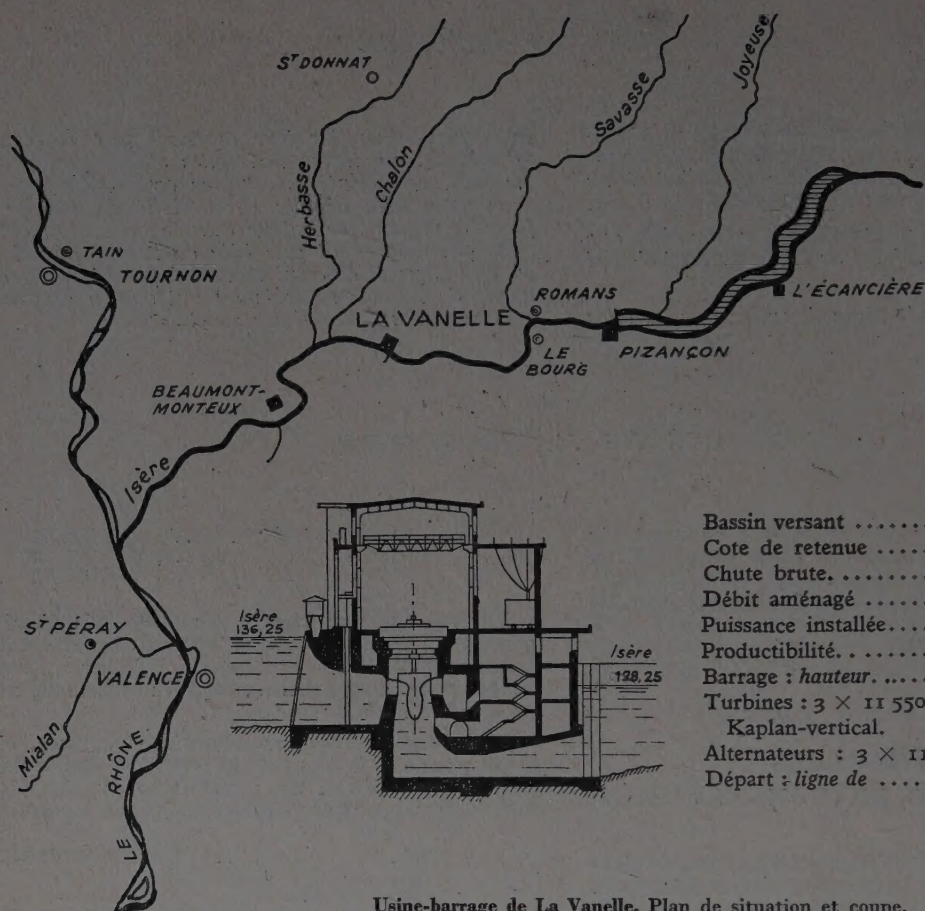 St DONNAT
Herbasse
Chalon
Savasse
Joyeuse
TAIN
TOURNON
LA VANELLE
ROMANS
L'ÉCANCIÈRE
LE
BOURG
PIZANÇON
BEAUMONT-
MONTEUX
Isère
St PÉRAY
VALENCE
Mialan
LE RHÔNE
Isère
136,25
Isère
128,25
Bassin versant .......
Cote de retenue .....
Chute brute. ........
Débit aménagé ......
Puissance installée....
Productibilité. .......
Barrage : hauteur. ....
Turbines : 3 × 11 550
Kaplan-vertical.
Alternateurs : 3 × 11
Départ : ligne de ....
Usine-barrage de La Vanelle. Plan de situation et coupe.